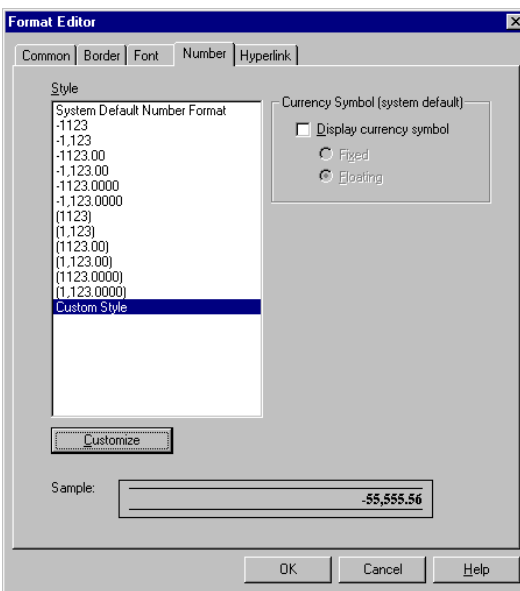 Format Editor
Common Border Font Number Hyperlink
Style
System Default Number Format
-1123
-1,123
-1123.00
-1,123.00
-1123.0000
-1,123.0000
(1123)
(1,123)
(1123.00)
(1,123.00)
(1123.0000)
(1,123.0000)
Custom Style
Currency Symbol (system default)
Display currency symbol
Fixed
Floating
Customize
Sample:
-55,555.56
OK Cancel Help